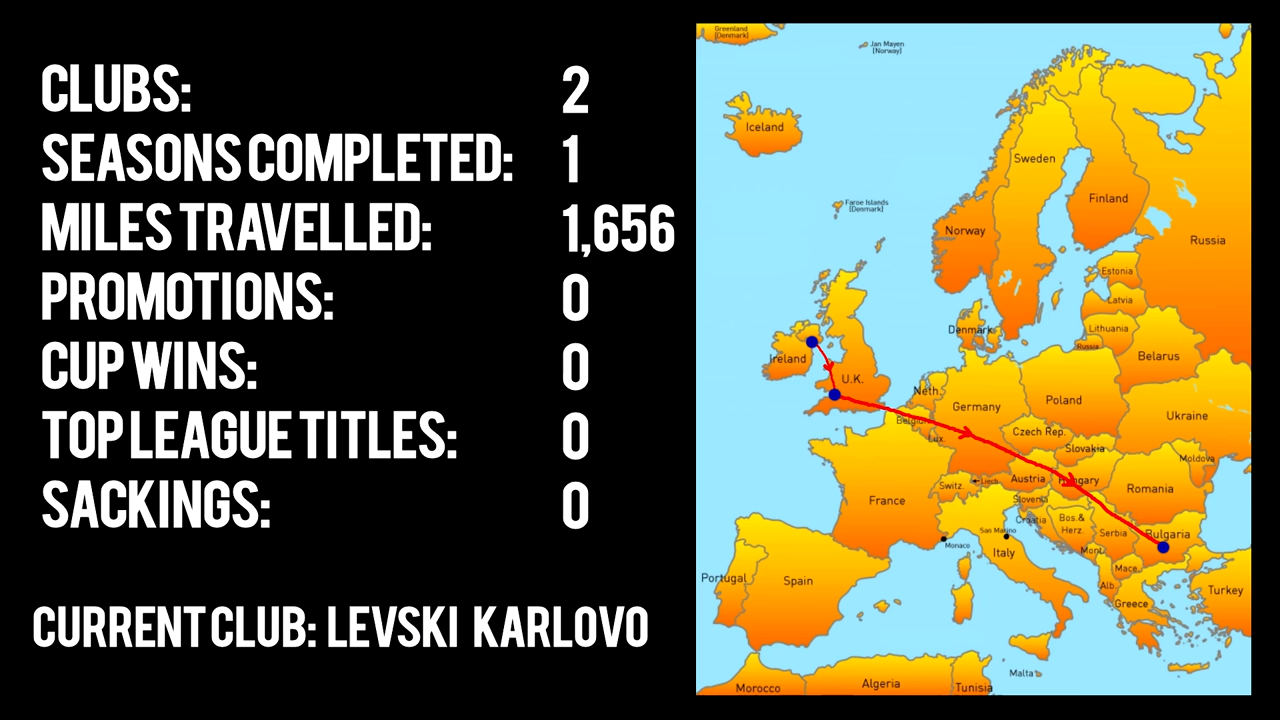 CLUBS: 2
SEASONS COMPLETED: 1
MILES TRAVELLED: 1,656
PROMOTIONS: 0
CUP WINS: 0
TOP LEAGUE TITLES: 0
SACKINGS: 0
CURRENT CLUB: LEVSKI KARLOVO
Greenland
(Denmark)
Jan Mayen
(Norway)
Iceland
Sweden
Finland
Faroe Islands
(Denmark)
Norway
Russia
Estonia
Latvia
Denmark
Lithuania
Russia
Ireland
U.K.
Belarus
Neth.
Germany
Poland
Belgium
Ukraine
Lux.
Czech Rep.
Slovakia
Moldova
Switz.
Liech.
Austria
Hungary
Romania
France
Slovenia
Croatia
Bos.&
Herz.
Serbia
San Marino
Bulgaria
Monaco
Italy
Mont.
Mace.
Portugal
Spain
Alb.
Greece
Turkey
Malta
Morocco
Algeria
Tunisia